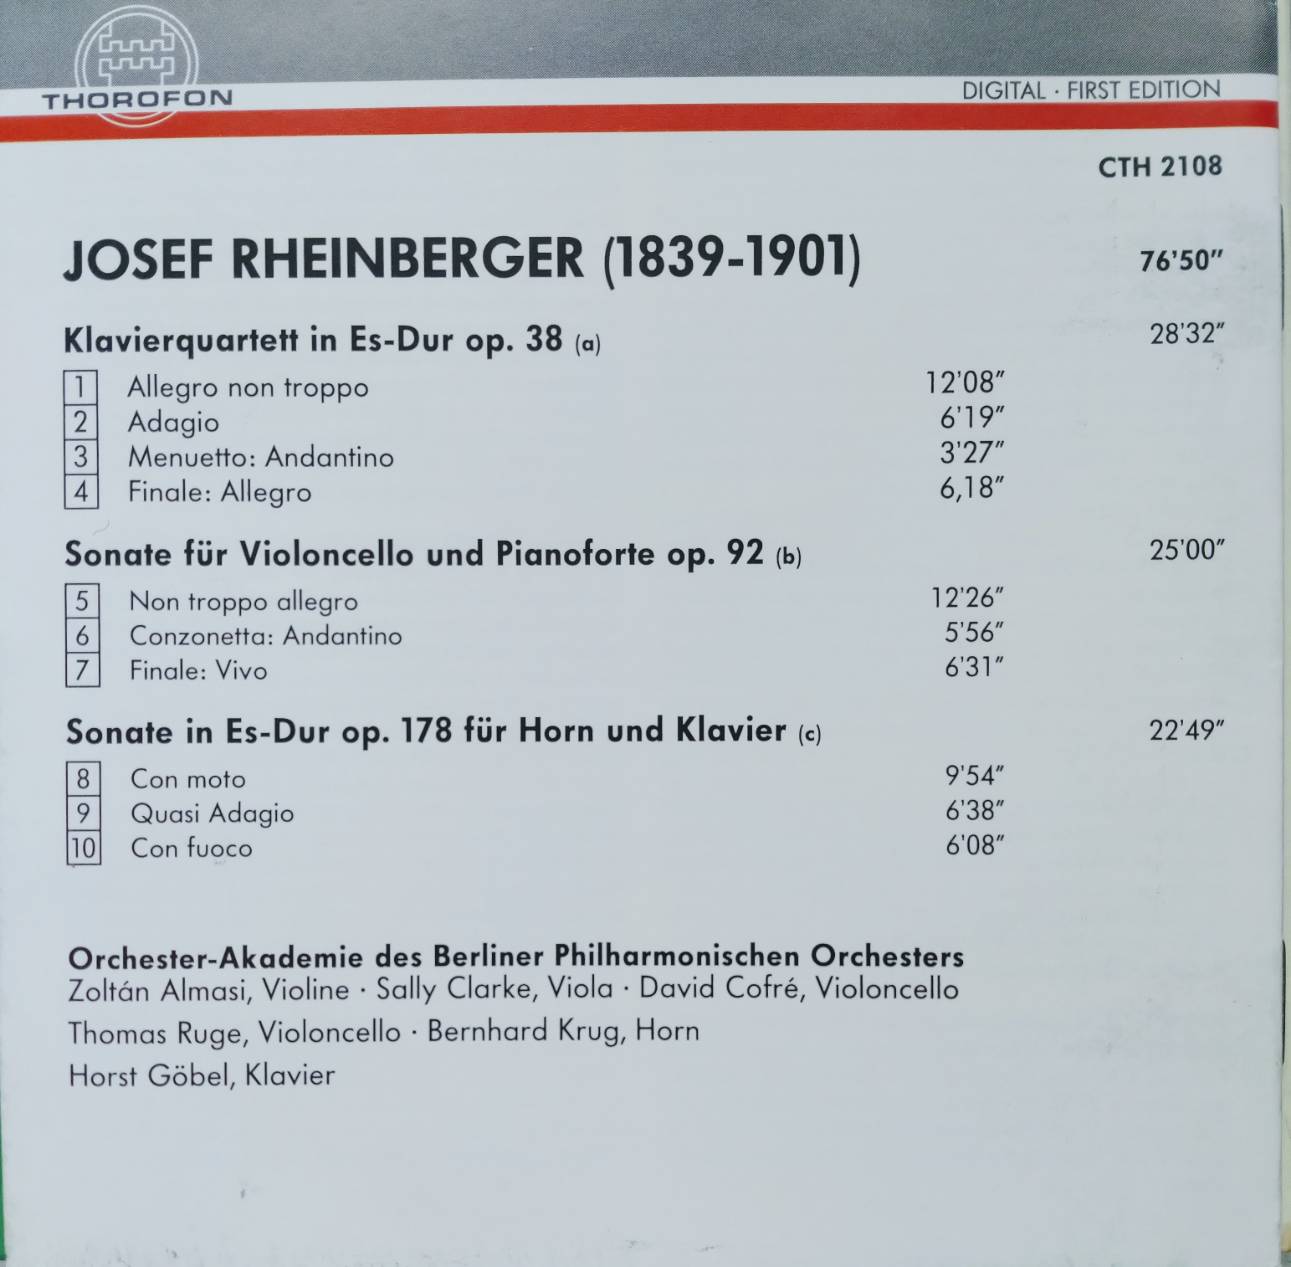 THOROFON
DIGITAL · FIRST EDITION
CTH 2108
JOSEF RHEINBERGER (1839-1901) 76'50"
Klavierquartett in Es-Dur op. 38 (a) 28'32"
1 Allegro non troppo 12'08"
2 Adagio 6'19"
3 Menuetto: Andantino 3'27"
4 Finale: Allegro 6,18"
Sonate für Violoncello und Pianoforte op. 92 (b) 25'00"
5 Non troppo allegro 12'26"
6 Conzonetta: Andantino 5'56"
7 Finale: Vivo 6'31"
Sonate in Es-Dur op. 178 für Horn und Klavier (c) 22'49"
8 Con moto 9'54"
9 Quasi Adagio 6'38"
10 Con fuoco 6'08"
Orchester-Akademie des Berliner Philharmonischen Orchesters
Zoltán Almasi, Violine · Sally Clarke, Viola · David Cofré, Violoncello
Thomas Ruge, Violoncello · Bernhard Krug, Horn
Horst Göbel, Klavier